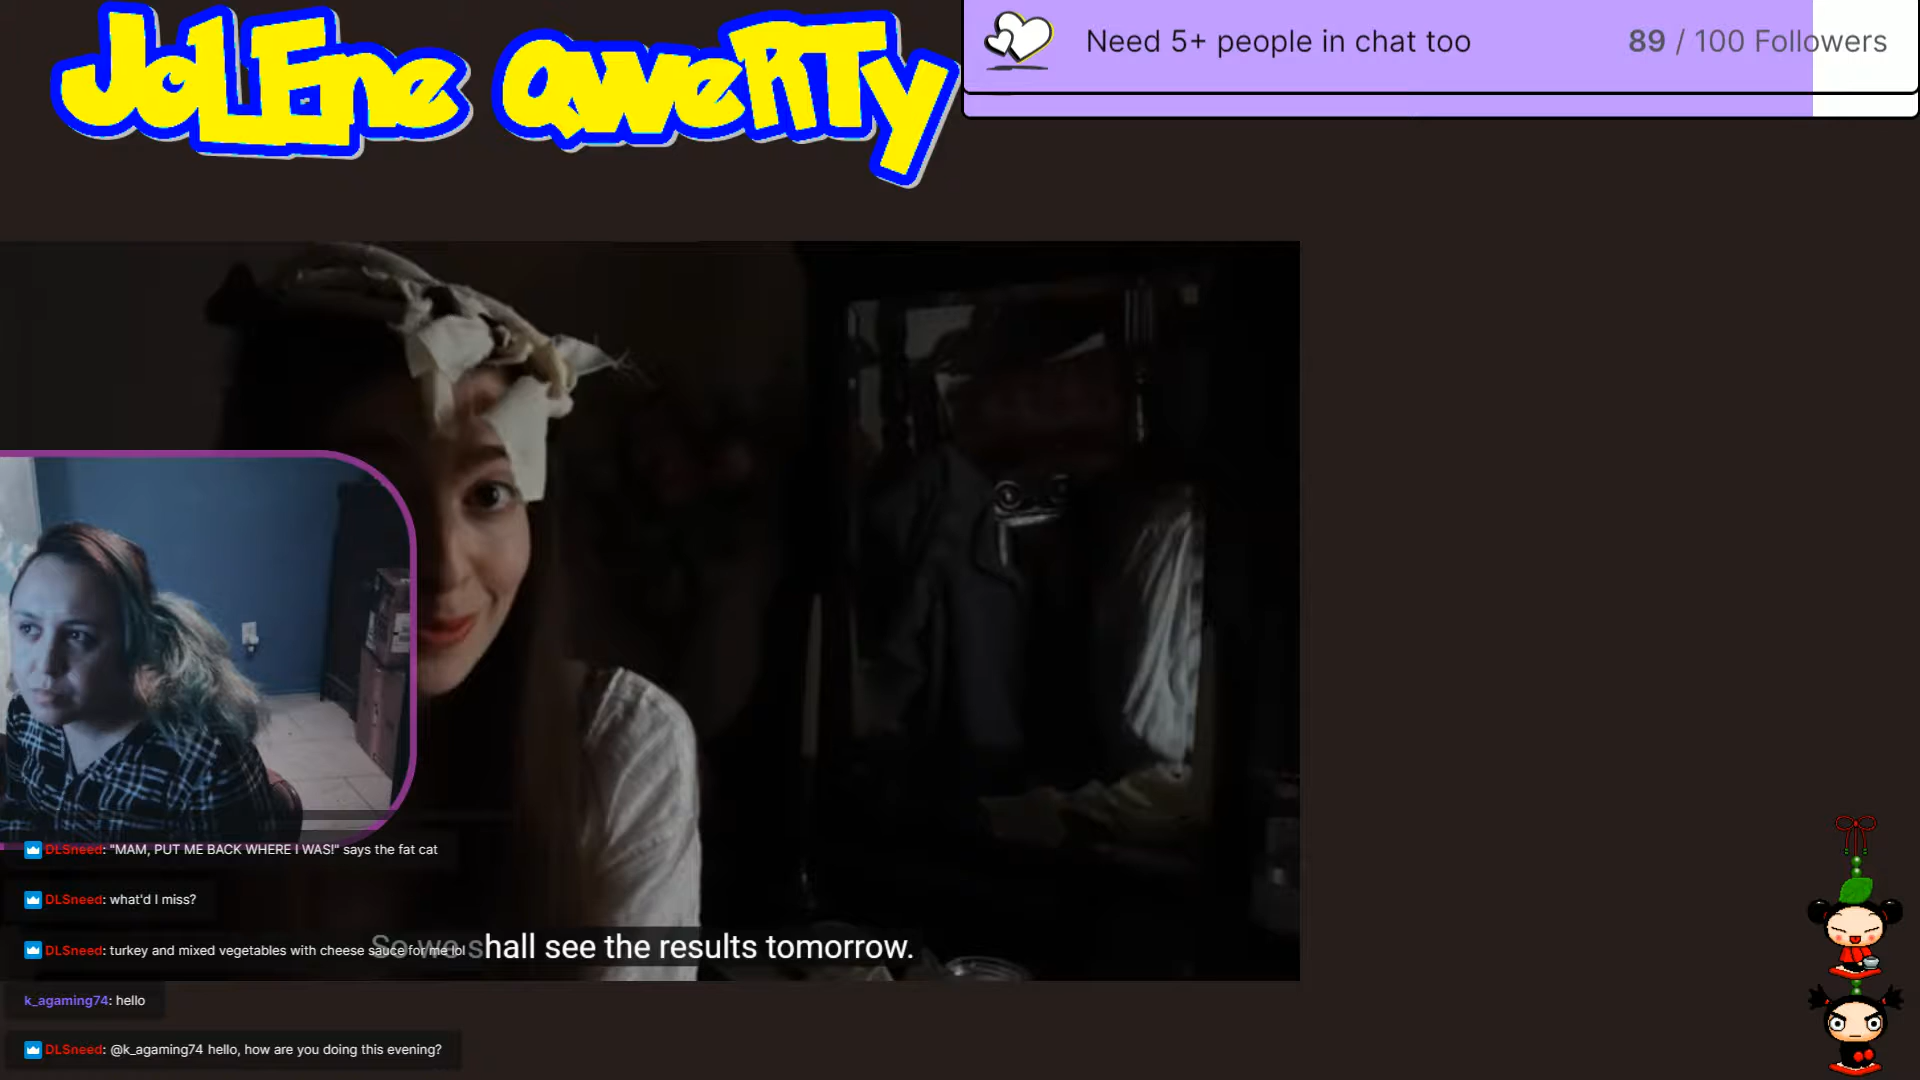 JoLEne QweRTy
Need 5+ people in chat too
89 / 100 Followers
DLSneed: "MAM, PUT ME BACK WHERE I WAS!" says the fat cat
DLSneed: what'd I miss?
DLSneed: turkey and mixed vegetables with cheese sauce for me lol
So we shall see the results tomorrow.
k_agaming74: hello
DLSneed: @k_agaming74 hello, how are you doing this evening?